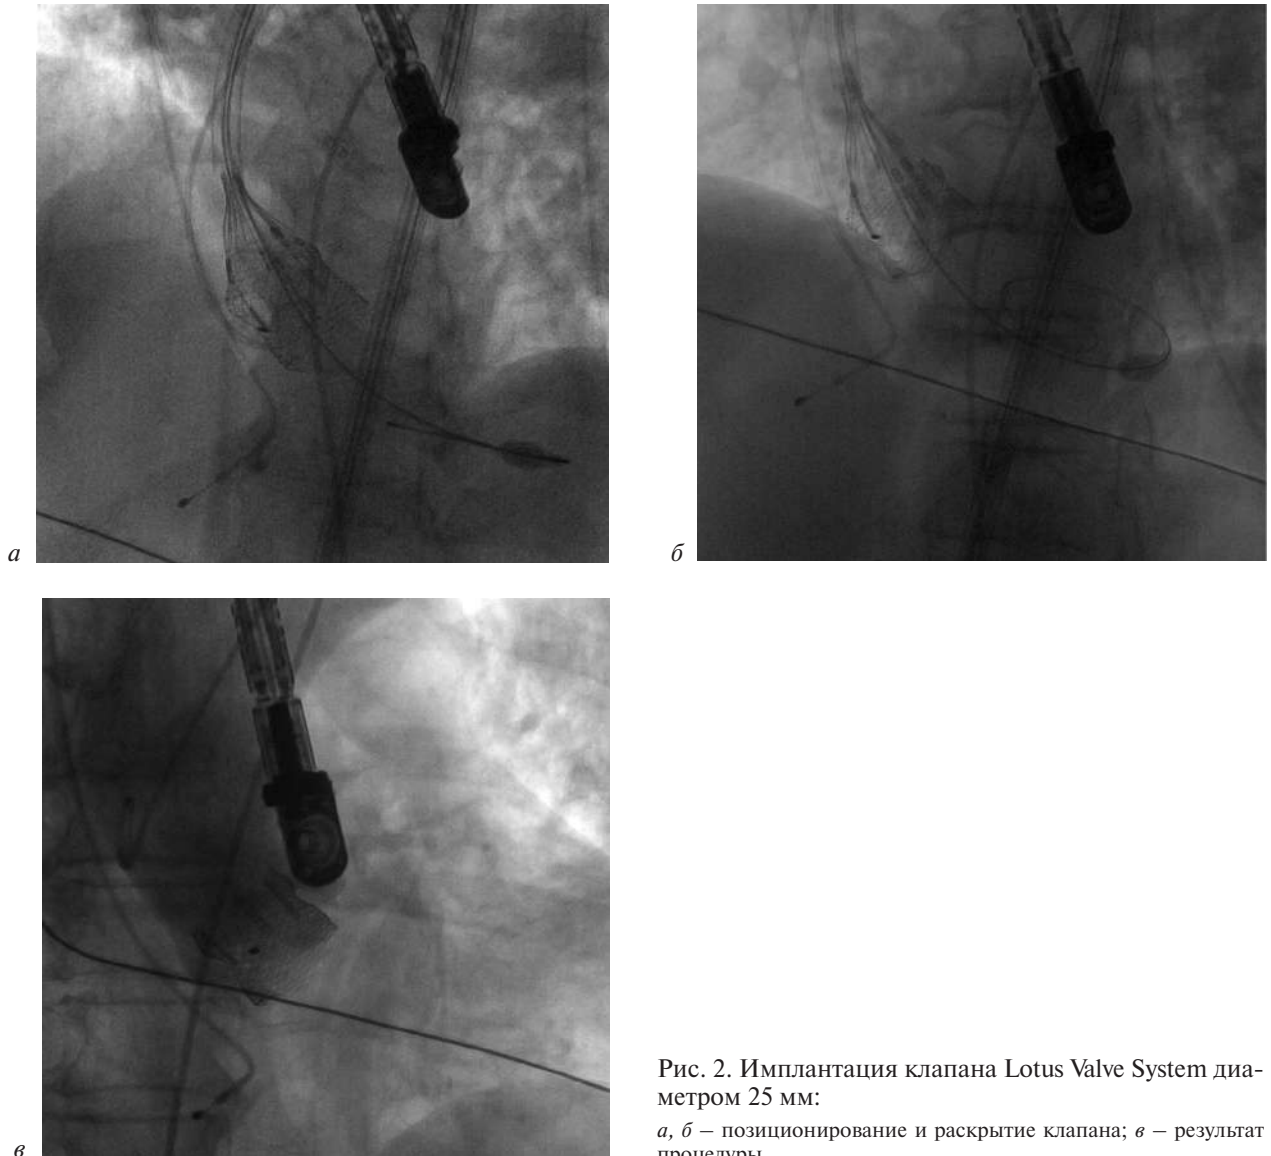 а
б
в
Рис. 2. Имплантация клапана Lotus Valve System диа-
метром 25 мм:
а, б – позиционирование и раскрытие клапана; в – результат
процедуры